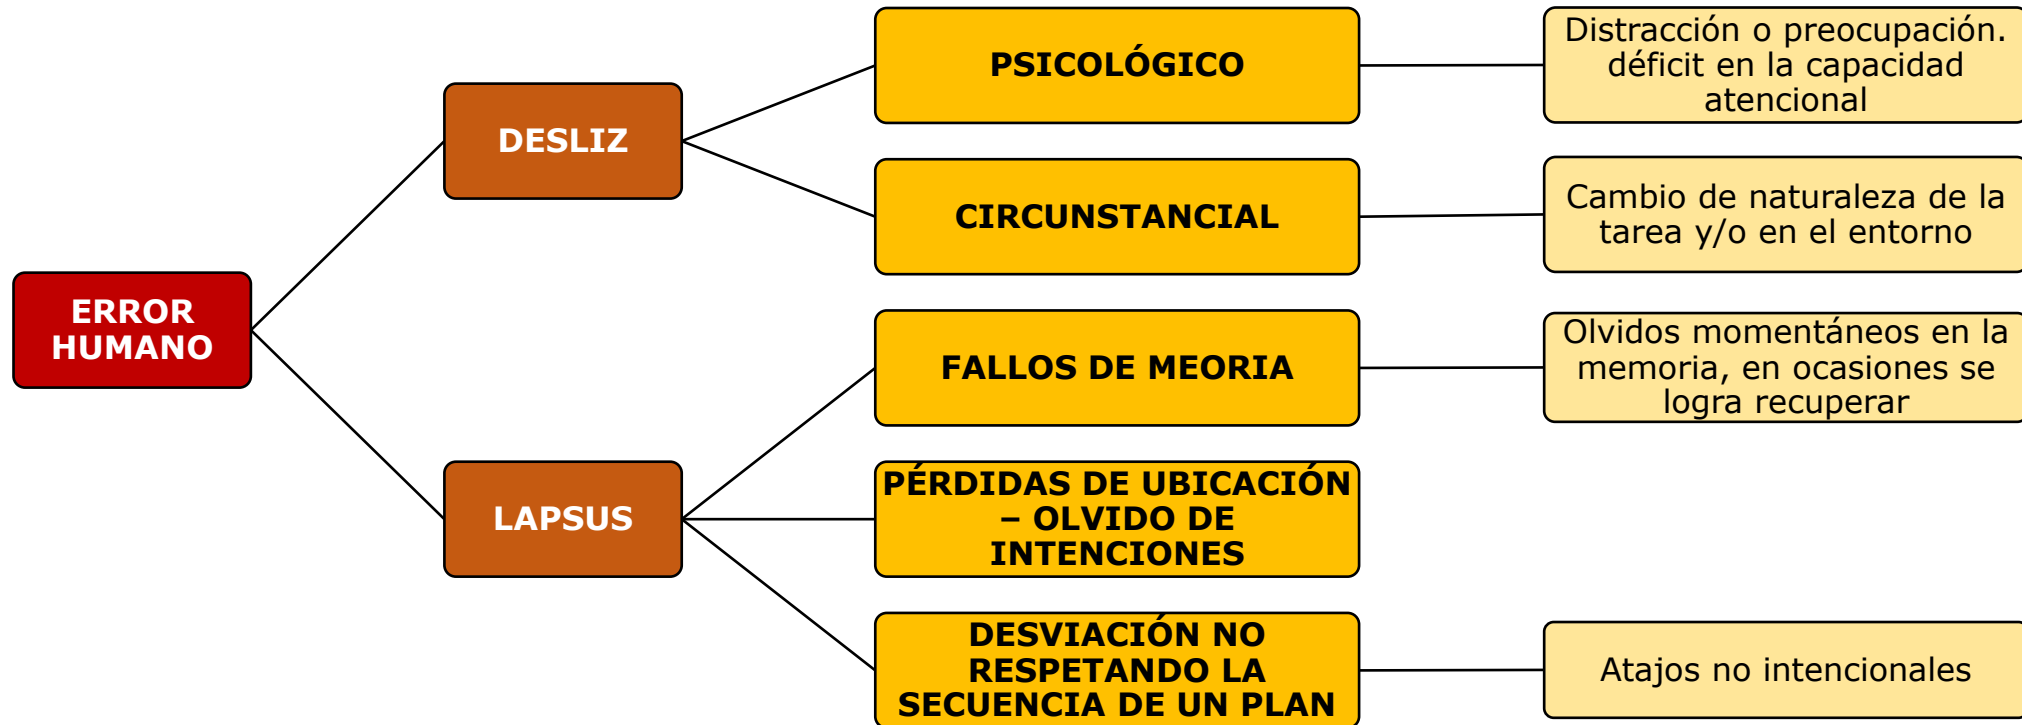 ERROR
HUMANO
DESLIZ
PSICOLÓGICO
Distracción o preocupación.
déficit en la capacidad
atencional
CIRCUNSTANCIAL
Cambio de naturaleza de la
tarea y/o en el entorno
LAPSUS
FALLOS DE MEORIA
Olvidos momentáneos en la
memoria, en ocasiones se
logra recuperar
PÉRDIDAS DE UBICACIÓN
– OLVIDO DE
INTENCIONES
DESVIACIÓN NO
RESPETANDO LA
SECUENCIA DE UN PLAN
Atajos no intencionales